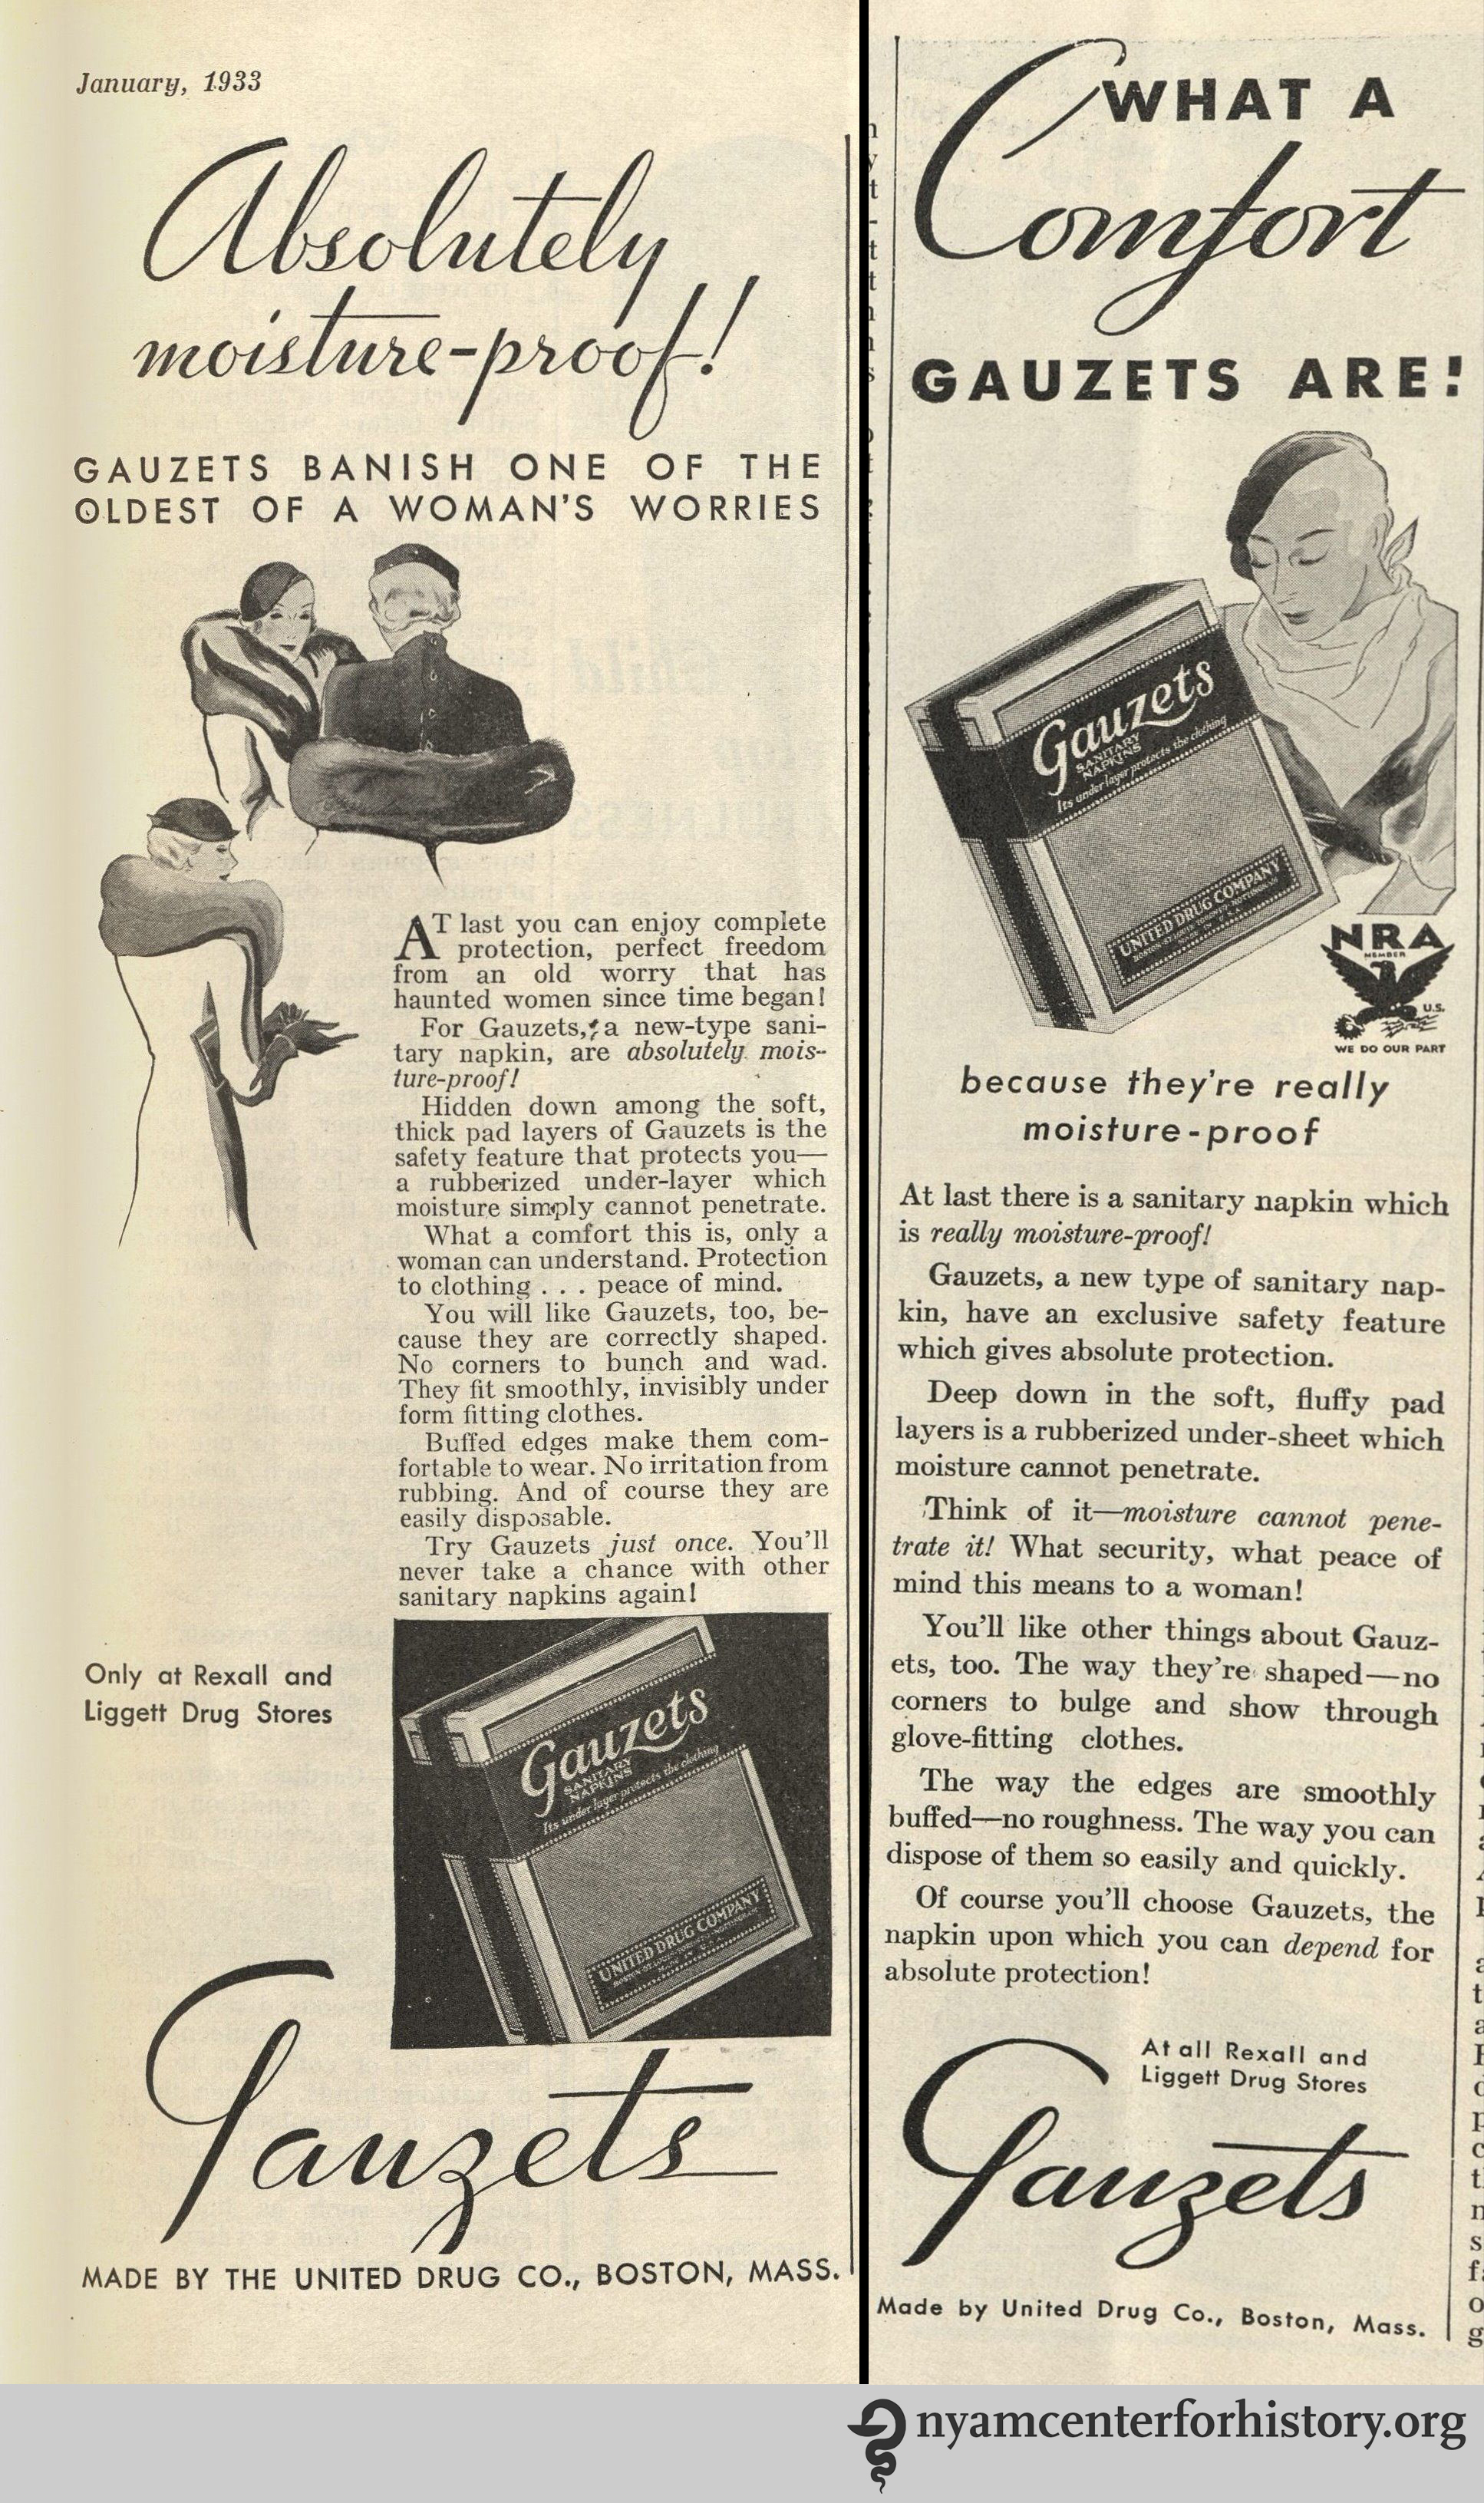 January, 1933
Absolutely
moisture-proof!
GAUZETS BANISH ONE OF THE
OLDEST OF A WOMAN'S WORRIES
AT last you can enjoy complete
protection, perfect freedom
from an old worry that has
haunted women since time began!
For Gauzets, a new-type sani-
tary napkin, are absolutely mois-
ture-proof!
Hidden down among the soft,
thick pad layers of Gauzets is the
safety feature that protects you—
a rubberized under-layer which
moisture simply cannot penetrate.
What a comfort this is, only a
woman can understand. Protection
to clothing . . . peace of mind.
You will like Gauzets, too, be-
cause they are correctly shaped.
No corners to bunch and wad.
They fit smoothly, invisibly under
form fitting clothes.
Buffed edges make them com-
fortable to wear. No irritation from
rubbing. And of course they are
easily disposable.
Try Gauzets just once. You'll
never take a chance with other
sanitary napkins again!
Only at Rexall and
Liggett Drug Stores
Gauzets
SANITARY
NAPKINS
Its under layer protects the clothing
UNITED DRUG COMPANY
Gauzets
MADE BY THE UNITED DRUG CO., BOSTON, MASS.
WHAT A
Comfort
GAUZETS ARE!
Gauzets
SANITARY
NAPKINS
Its under layer protects the clothing
UNITED DRUG COMPANY
NRA
MEMBER
U.S.
WE DO OUR PART
because they're really
moisture-proof
At last there is a sanitary napkin which
is really moisture-proof!
Gauzets, a new type of sanitary nap-
kin, have an exclusive safety feature
which gives absolute protection.
Deep down in the soft, fluffy pad
layers is a rubberized under-sheet which
moisture cannot penetrate.
Think of it—moisture cannot pene-
trate it! What security, what peace of
mind this means to a woman!
You'll like other things about Gauz-
ets, too. The way they're shaped—no
corners to bulge and show through
glove-fitting clothes.
The way the edges are smoothly
buffed—no roughness. The way you can
dispose of them so easily and quickly.
Of course you'll choose Gauzets, the
napkin upon which you can depend for
absolute protection!
At all Rexall and
Liggett Drug Stores
Gauzets
Made by United Drug Co., Boston, Mass.
nyamcenterforhistory.org